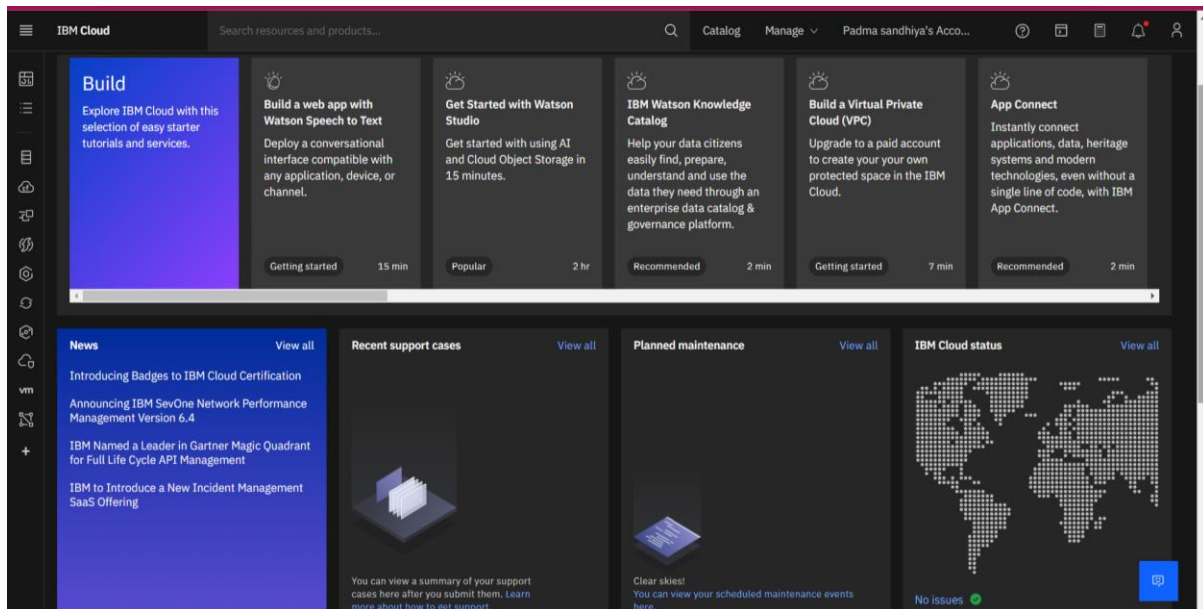 IBM Cloud
Search resources and products...
Catalog
Manage
Padma sandhiya's Acco...
Build
Explore IBM Cloud with this
selection of easy starter
tutorials and services.
Build a web app with
Watson Speech to Text
Deploy a conversational
interface compatible with
any application, device, or
channel.
Getting started
15 min
Get Started with Watson
Studio
Get started with using AI
and Cloud Object Storage in
15 minutes.
Popular
2 hr
IBM Watson Knowledge
Catalog
Help your data citizens
easily find, prepare,
understand and use the
data they need through an
enterprise data catalog &
governance platform.
Recommended
2 min
Build a Virtual Private
Cloud (VPC)
Upgrade to a paid account
to create your your own
protected space in the IBM
Cloud.
Getting started
7 min
App Connect
Instantly connect
applications, data, heritage
systems and modern
technologies, even without a
single line of code, with IBM
App Connect.
Recommended
2 min
vm
News
View all
Introducing Badges to IBM Cloud Certification
Announcing IBM SevOne Network Performance
Management Version 6.4
IBM Named a Leader in Gartner Magic Quadrant
for Full Life Cycle API Management
IBM to Introduce a New Incident Management
SaaS Offering
Recent support cases
View all
You can view a summary of your support
cases here after you submit them. Learn
more about how to get support
Planned maintenance
View all
Clear skies!
You can view your scheduled maintenance events
here.
IBM Cloud status
View all
No issues